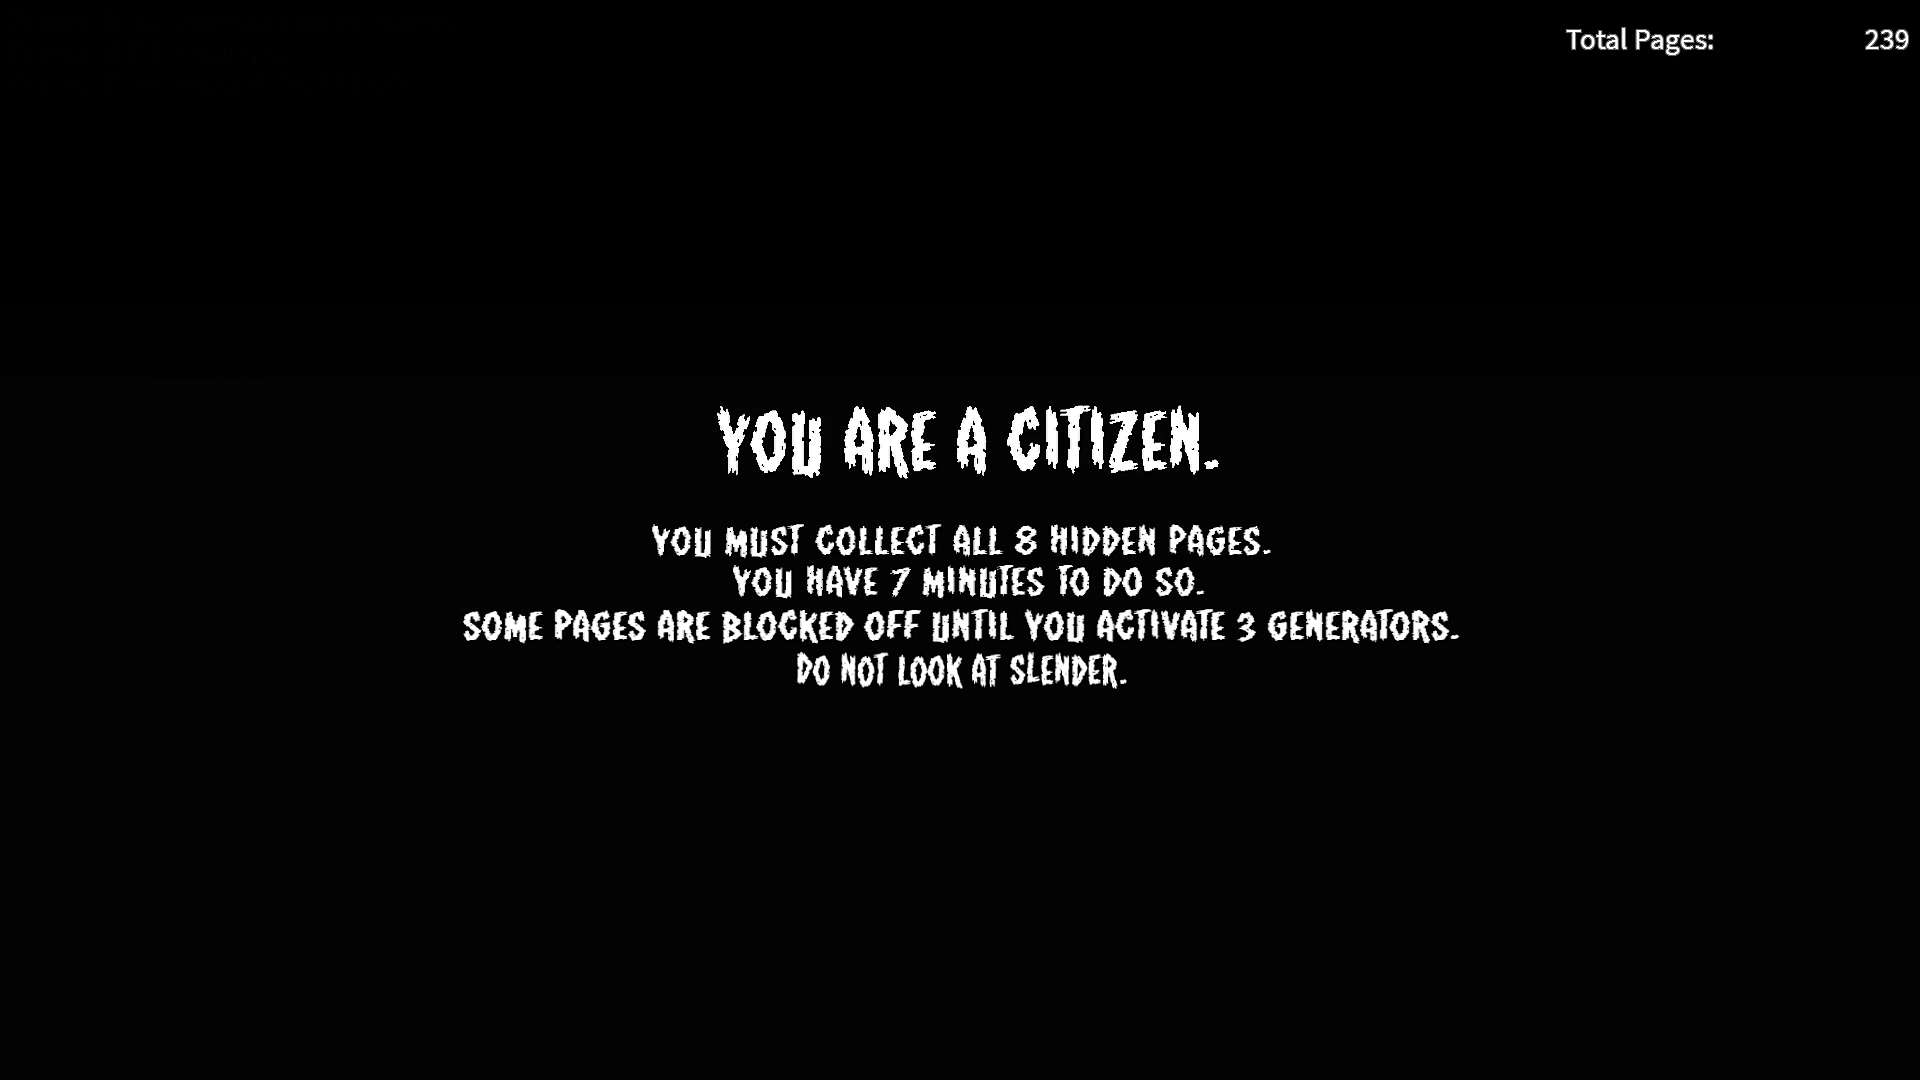 Total Pages: 239
YOU ARE A CITIZEN.
YOU MUST COLLECT ALL 8 HIDDEN PAGES.
YOU HAVE 7 MINUTES TO DO SO.
SOME PAGES ARE BLOCKED OFF UNTIL YOU ACTIVATE 3 GENERATORS.
DO NOT LOOK AT SLENDER.